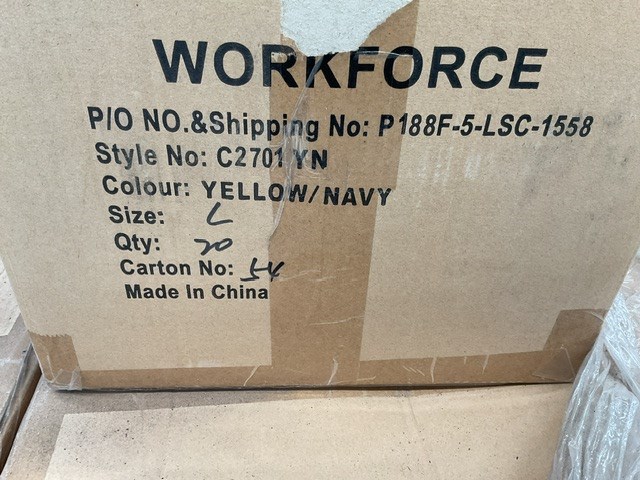 WORKFORCE
P/O NO.&Shipping No: P188F-5-LSC-1558
Style No: C2701 YN
Colour: YELLOW/NAVY
Size: L
Qty: 20
Carton No: 54
Made In China